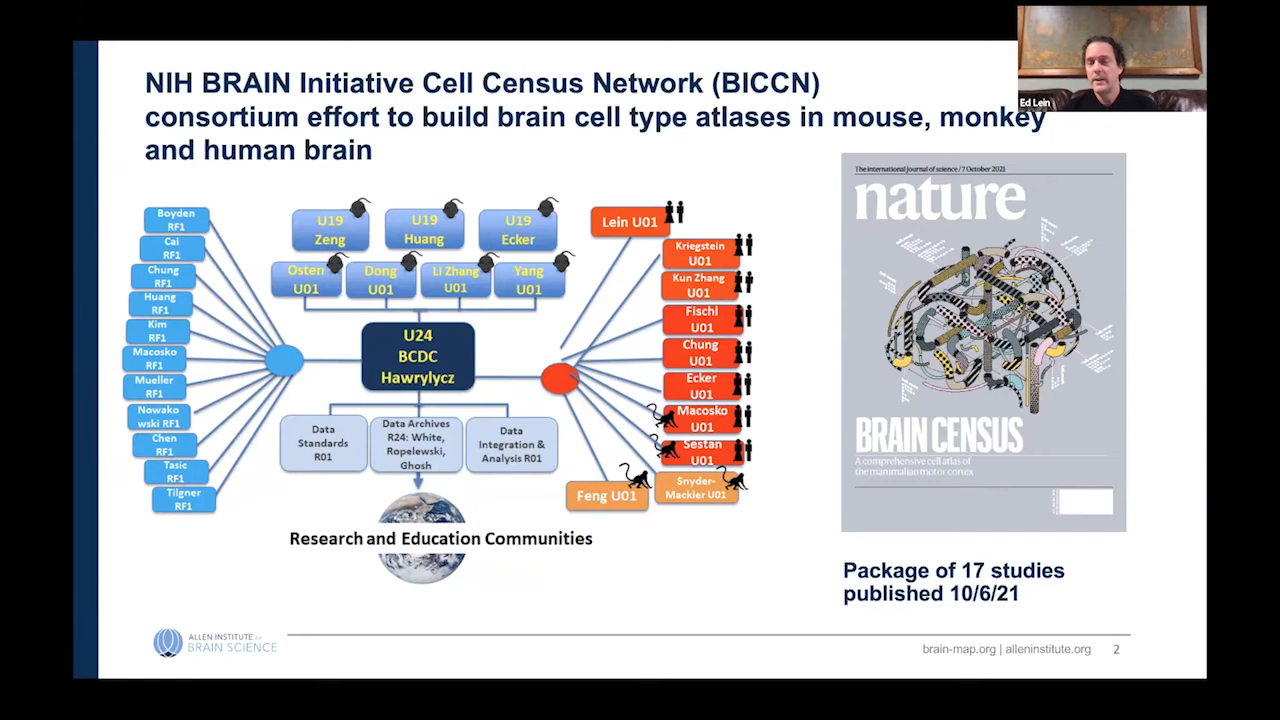 NIH BRAIN Initiative Cell Census Network (BICCN)
consortium effort to build brain cell type atlases in mouse, monkey
and human brain
Ed Lein
Boyden
RF1
Cai
RF1
Chung
RF1
Huang
RF1
Kim
RF1
Macosko
RF1
Mueller
RF1
Nowako
wski RF1
Chen
RF1
Tasic
RF1
Tilgner
RF1
U19
Zeng
U19
Huang
U19
Ecker
Osten
U01
Dong
U01
Li Zhang
U01
Yang
U01
U24
BCDC
Hawrylycz
Data
Standards
R01
Data Archives
R24: White,
Ropelewski,
Ghosh
Data
Integration &
Analysis R01
Research and Education Communities
Lein U01
Kriegstein
U01
Kun Zhang
U01
Fischl
U01
Chung
U01
Ecker
U01
Macosko
U01
Sestan
U01
Snyder-
Mackler U01
Feng U01
The international journal of science / 7 October 2021
nature
BRAIN CENSUS
A comprehensive cell atlas of
the mammalian motor cortex
Package of 17 studies
published 10/6/21
ALLEN INSTITUTE for
BRAIN SCIENCE
brain-map.org | alleninstitute.org
2